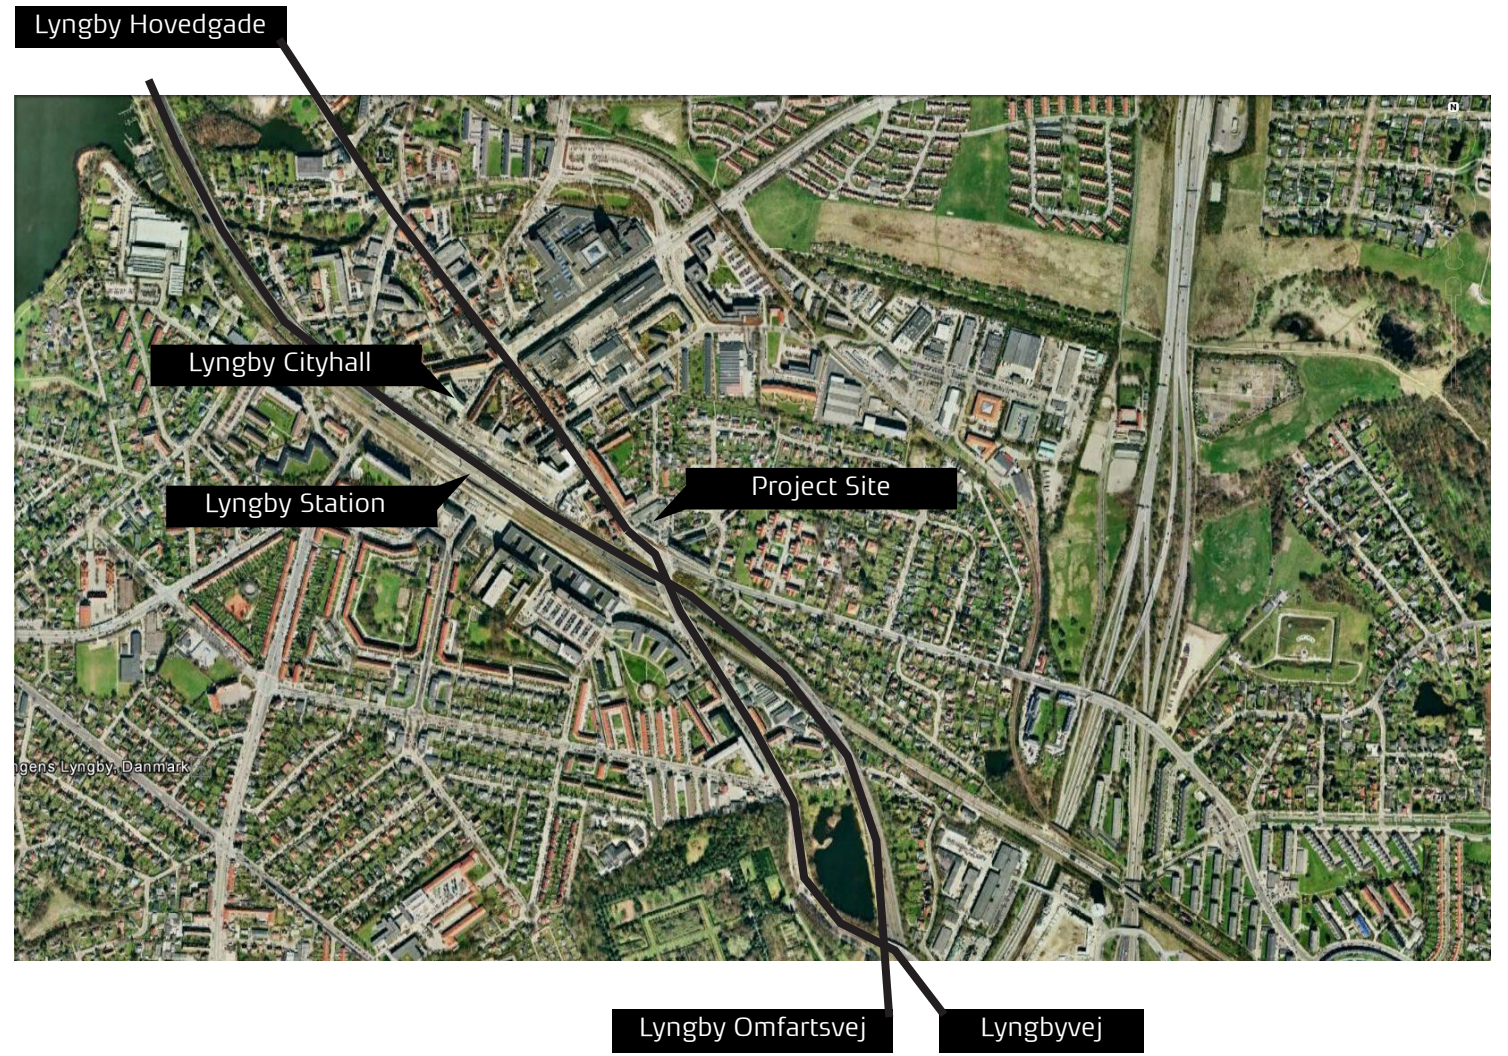 Lyngby Hovedgade
N
Lyngby Cityhall
Lyngby Station
Project Site
ngens Lyngby, Danmark
Lyngby Omfartsvej
Lyngbyvej